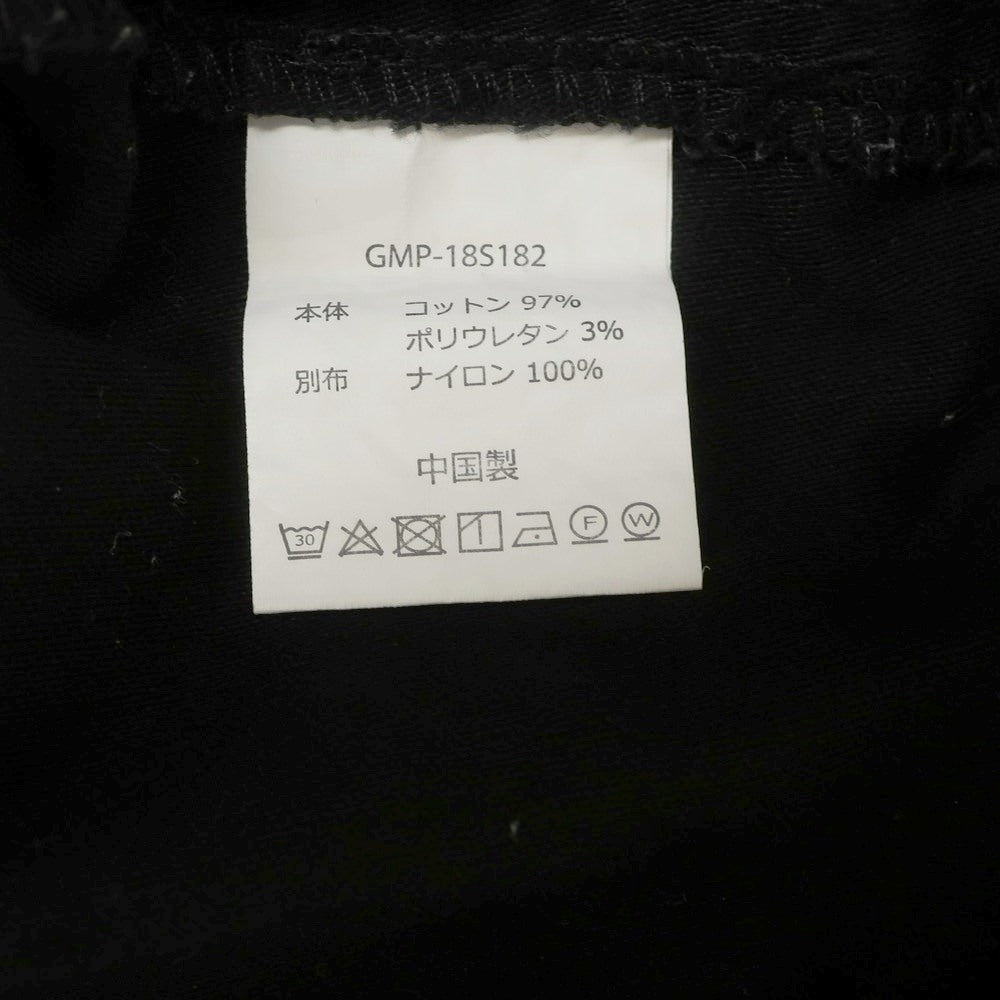 GMP-18S182
本体 コットン 97%
ポリウレタン 3%
別布 ナイロン 100%
中国製
30 F W